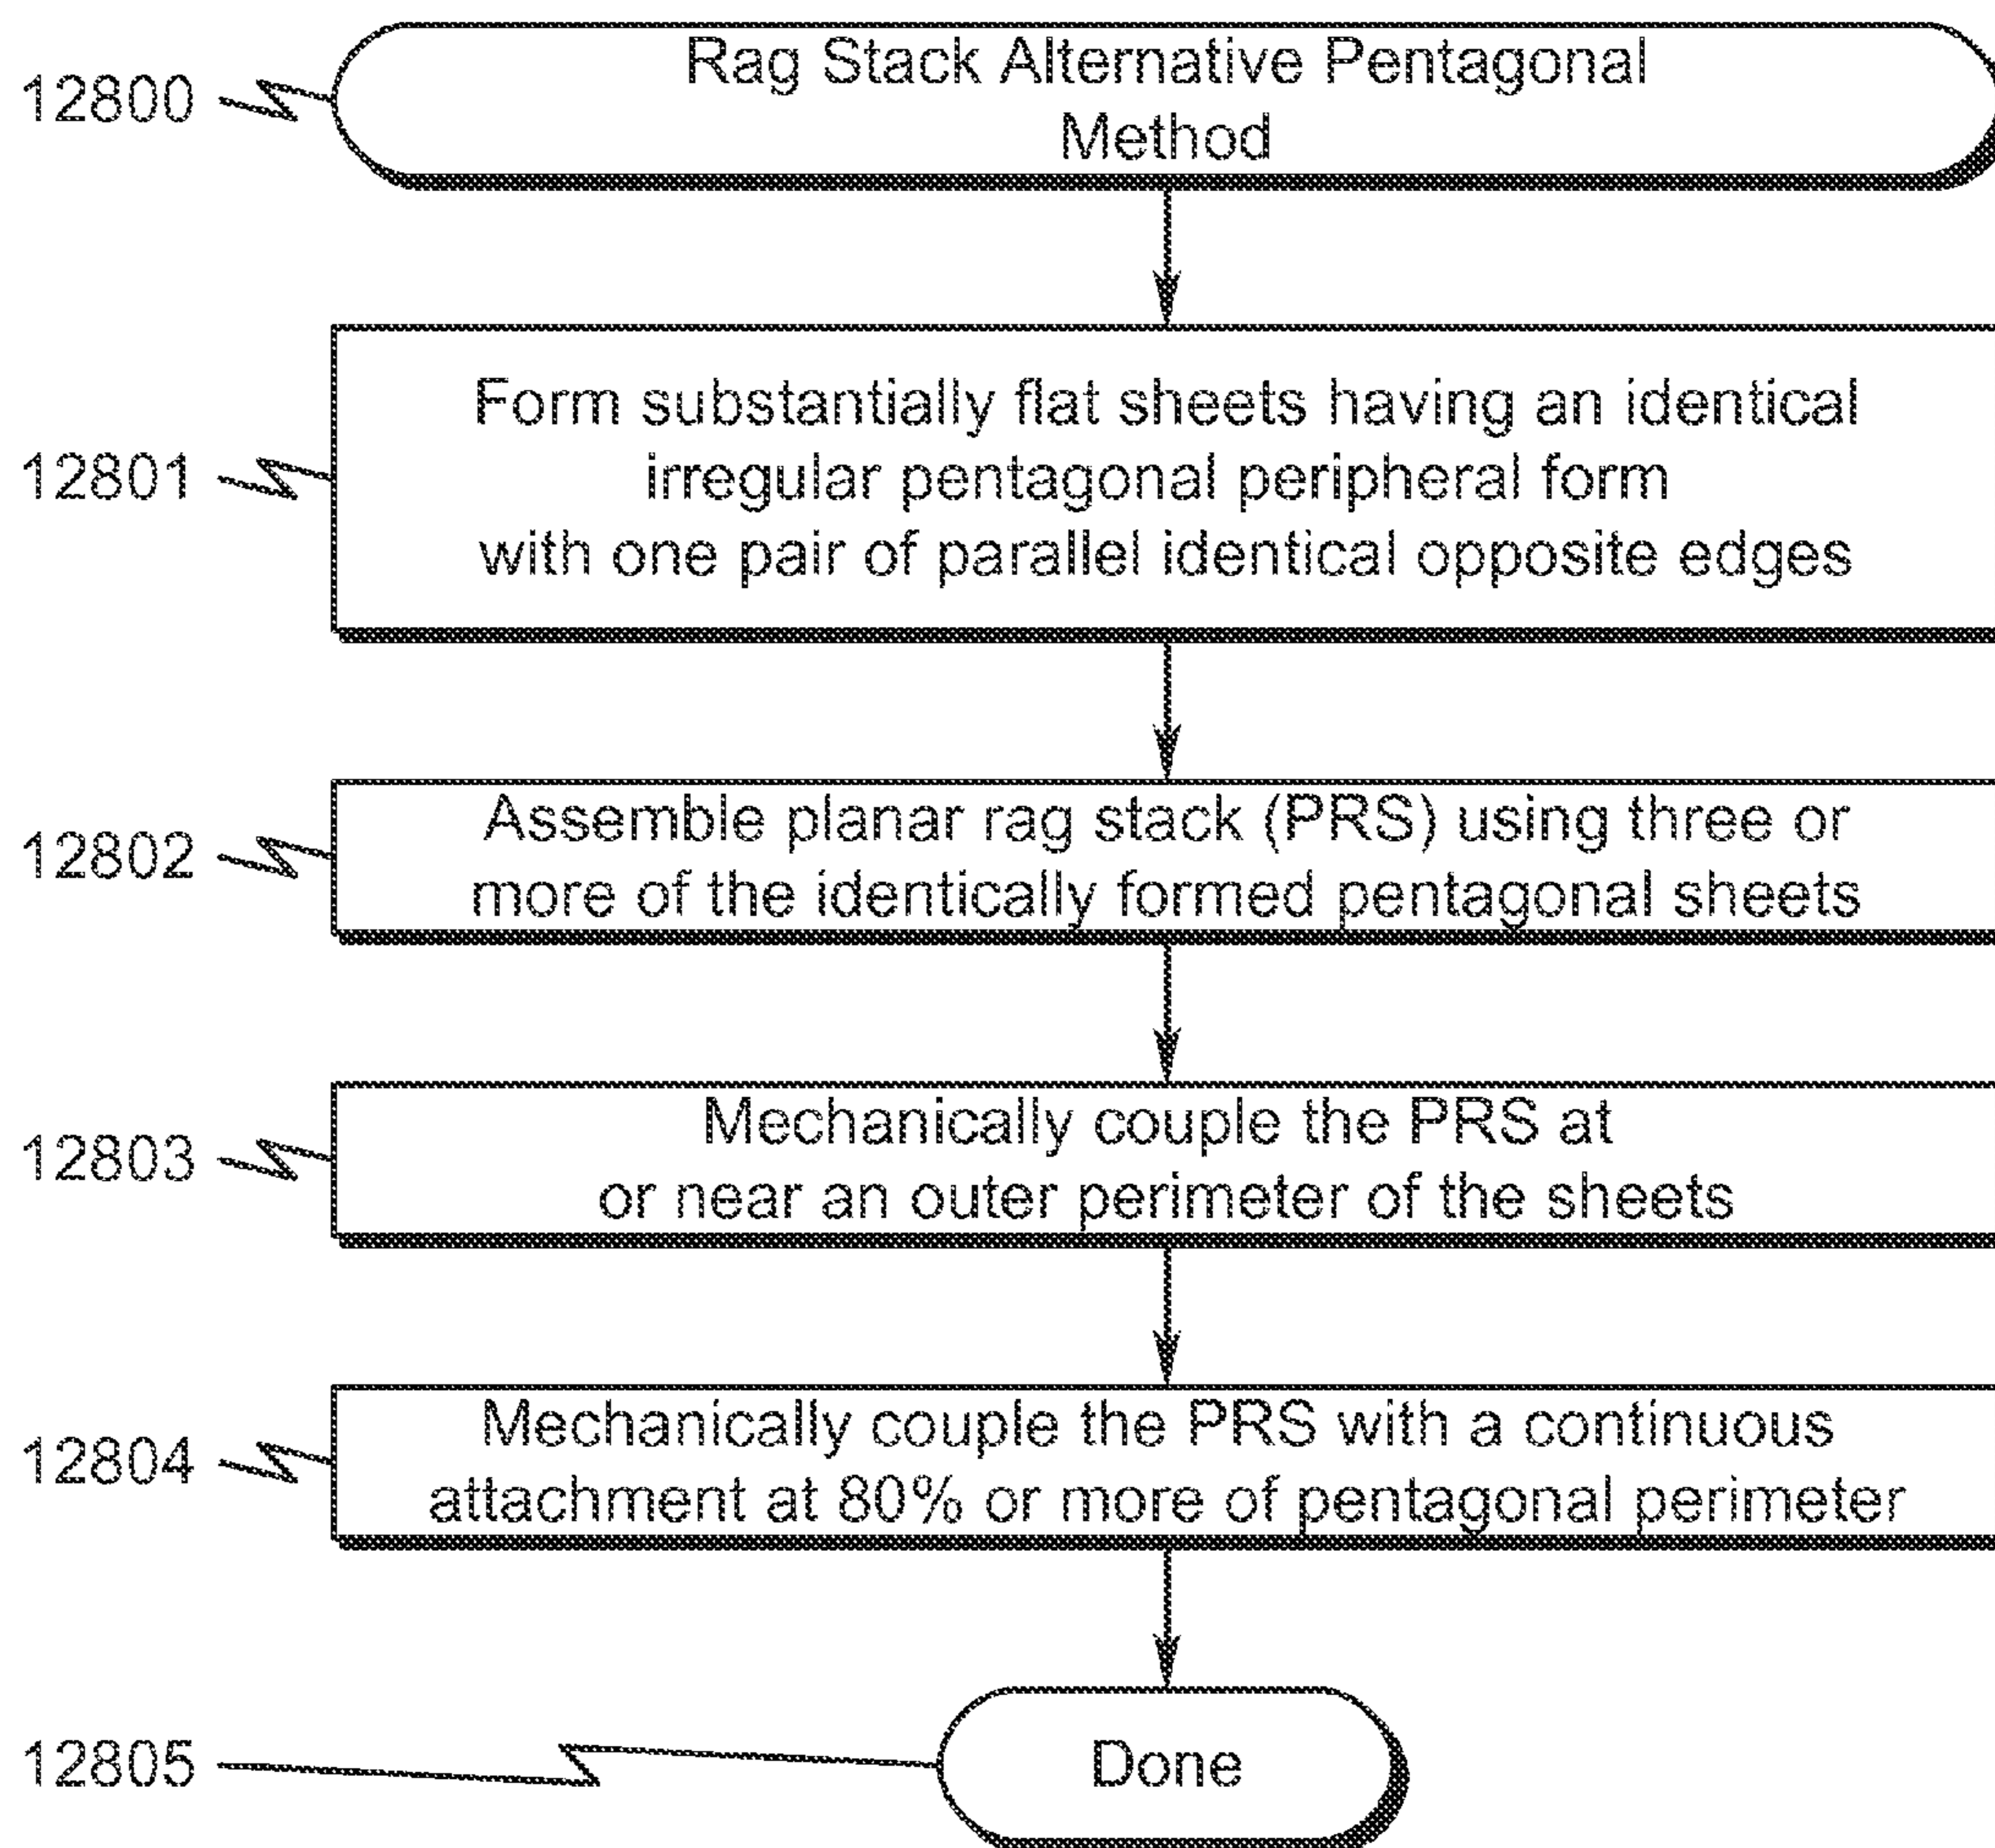 12800
Rag Stack Alternative Pentagonal
Method
12801
Form substantially flat sheets having an identical
irregular pentagonal peripheral form
with one pair of parallel identical opposite edges
12802
Assemble planar rag stack (PRS) using three or
more of the identically formed pentagonal sheets
12803
Mechanically couple the PRS at
or near an outer perimeter of the sheets
12804
Mechanically couple the PRS with a continuous
attachment at 80% or more of pentagonal perimeter
12805
Done